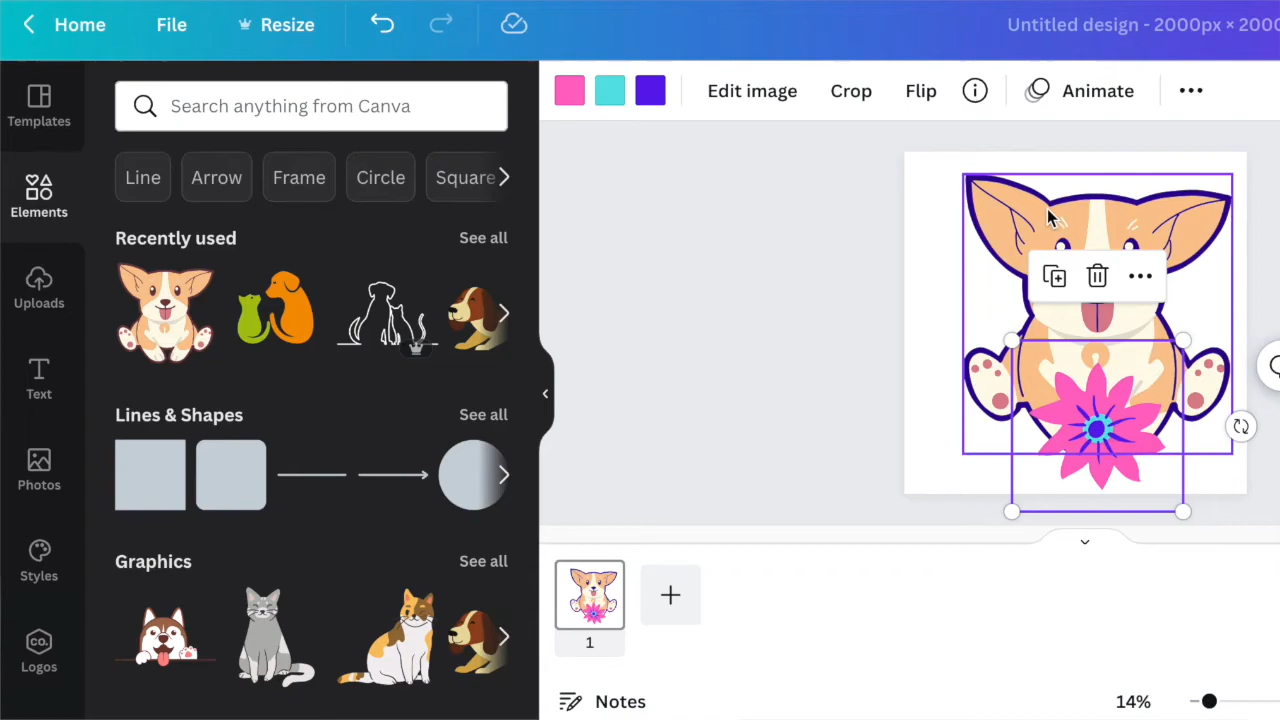 Home File Resize Untitled design - 2000px × 2000
Templates
Elements
Uploads
Text
Photos
Styles
CO.
Logos
Search anything from Canva
Line Arrow Frame Circle Square
Recently used See all
Lines & Shapes See all
Graphics See all
Edit image Crop Flip Animate
1
Notes 14%